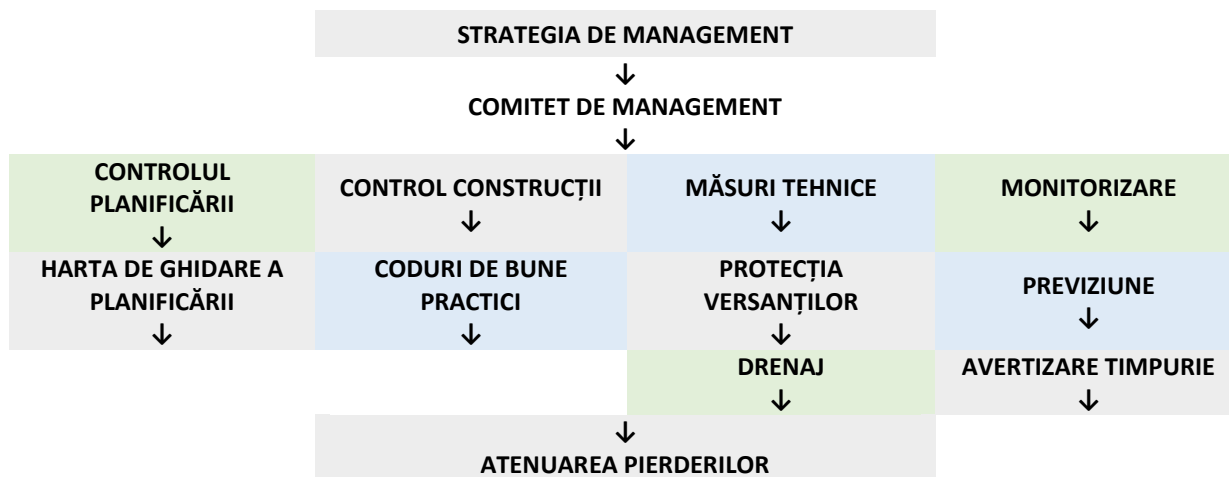 STRATEGIA DE MANAGEMENT
↓
COMITET DE MANAGEMENT
↓
CONTROLUL
PLANIFICĂRII
↓
CONTROL CONSTRUCȚII
↓
MĂSURI TEHNICE
↓
MONITORIZARE
↓
HARTA DE GHIDARE A
PLANIFICĂRII
↓
CODURI DE BUNE
PRACTICI
↓
PROTECȚIA
VERSANȚILOR
↓
PREVIZIUNE
↓
DRENAJ
↓
AVERTIZARE TIMPURIE
↓
↓
ATENUAREA PIERDERILOR